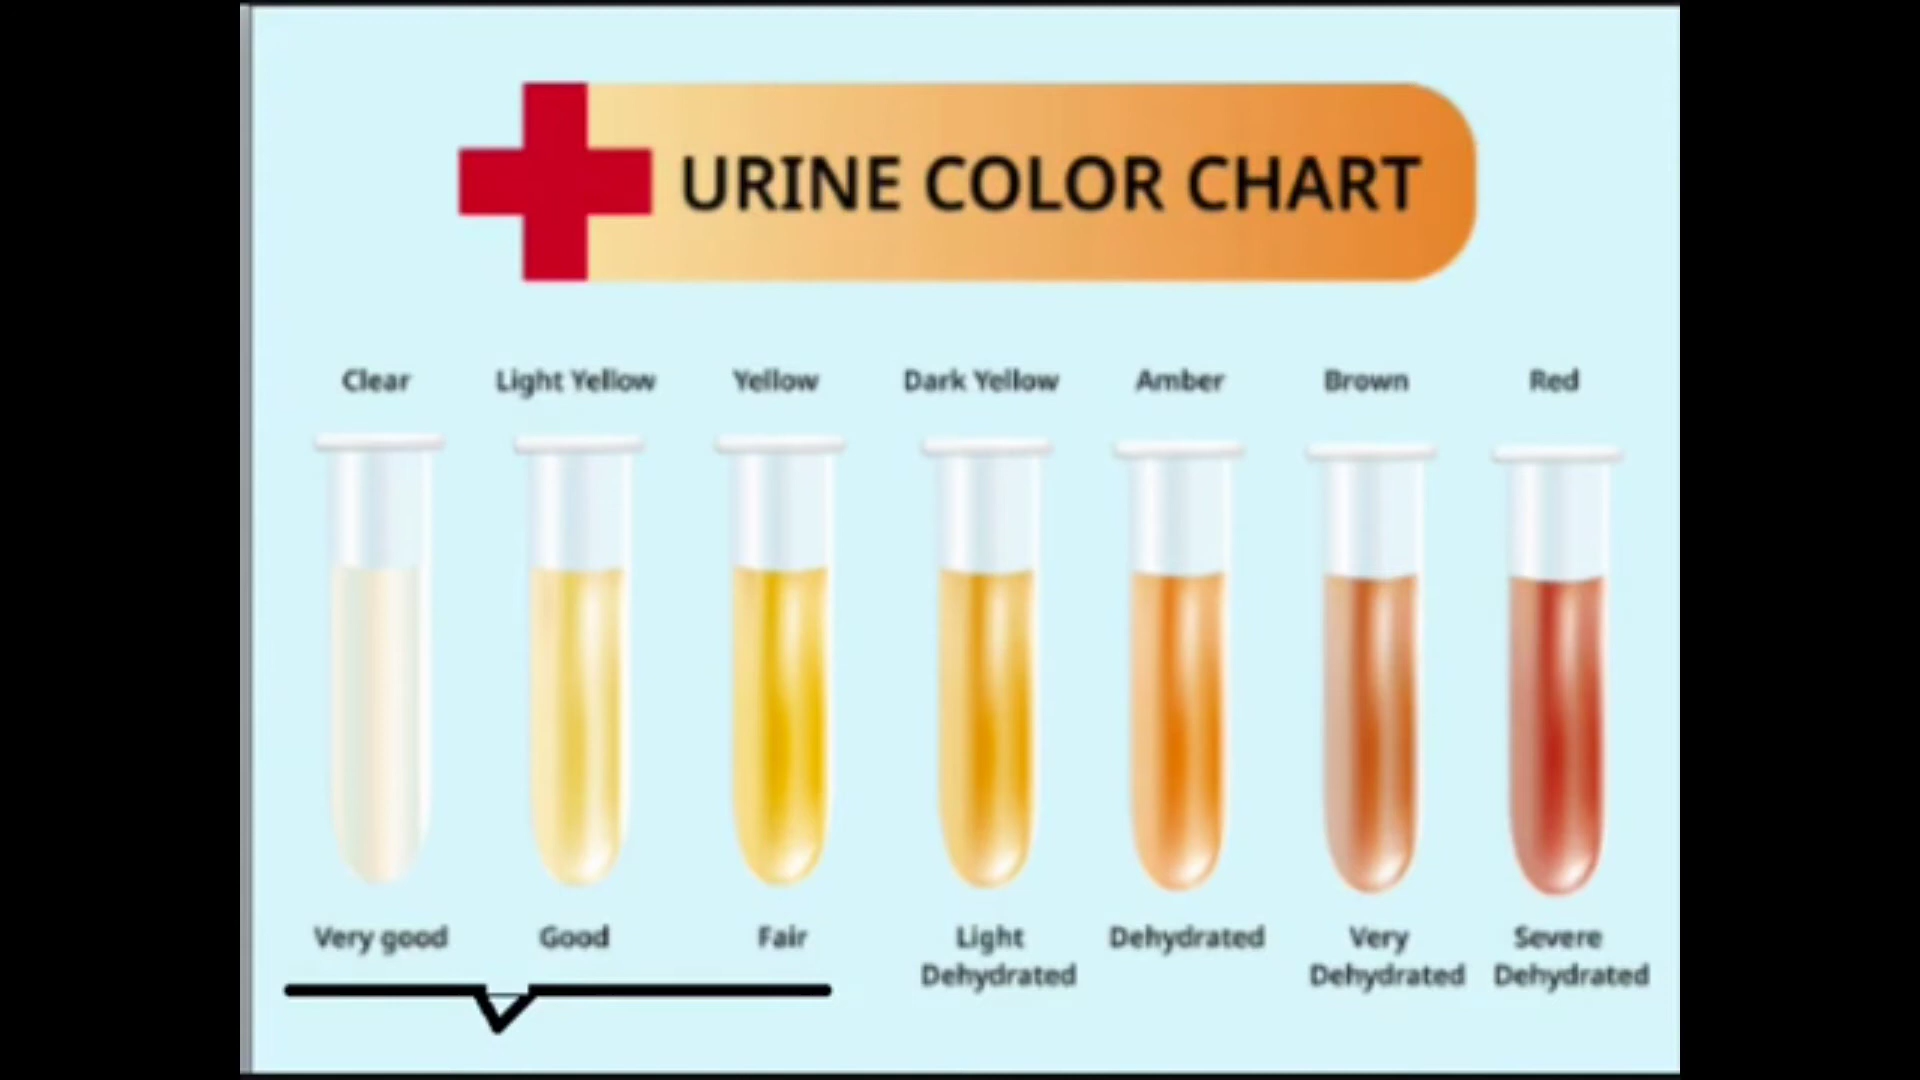 URINE COLOR CHART
Clear Light Yellow Yellow Dark Yellow Amber Brown Red
Very good Good Fair Light Dehydrated Very Severe
Dehydrated Dehydrated Dehydrated